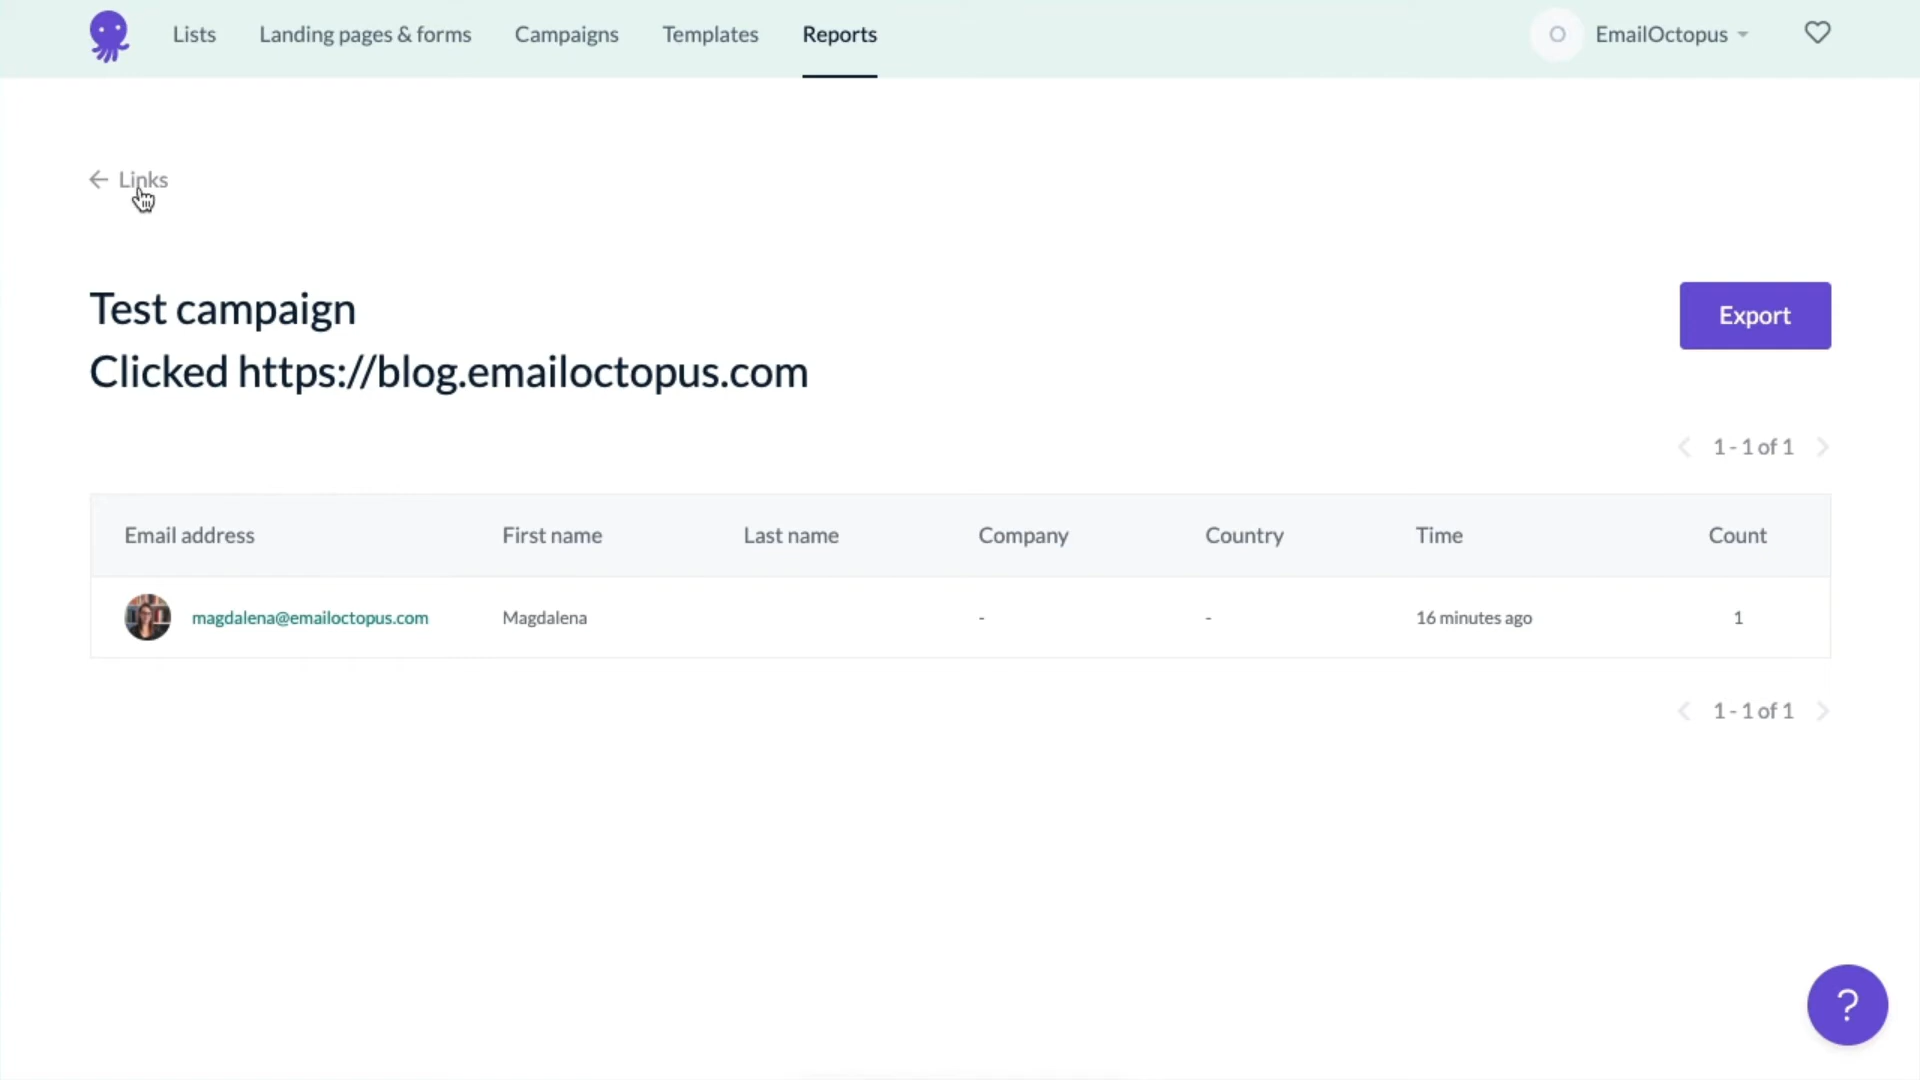 Lists Landing pages & forms Campaigns Templates Reports O EmailOctopus
← Links
Test campaign
Export
Clicked https://blog.emailoctopus.com
1 - 1 of 1
Email address First name Last name Company Country Time Count
magdalena@emailoctopus.com Magdalena - - 16 minutes ago 1
1 - 1 of 1
?